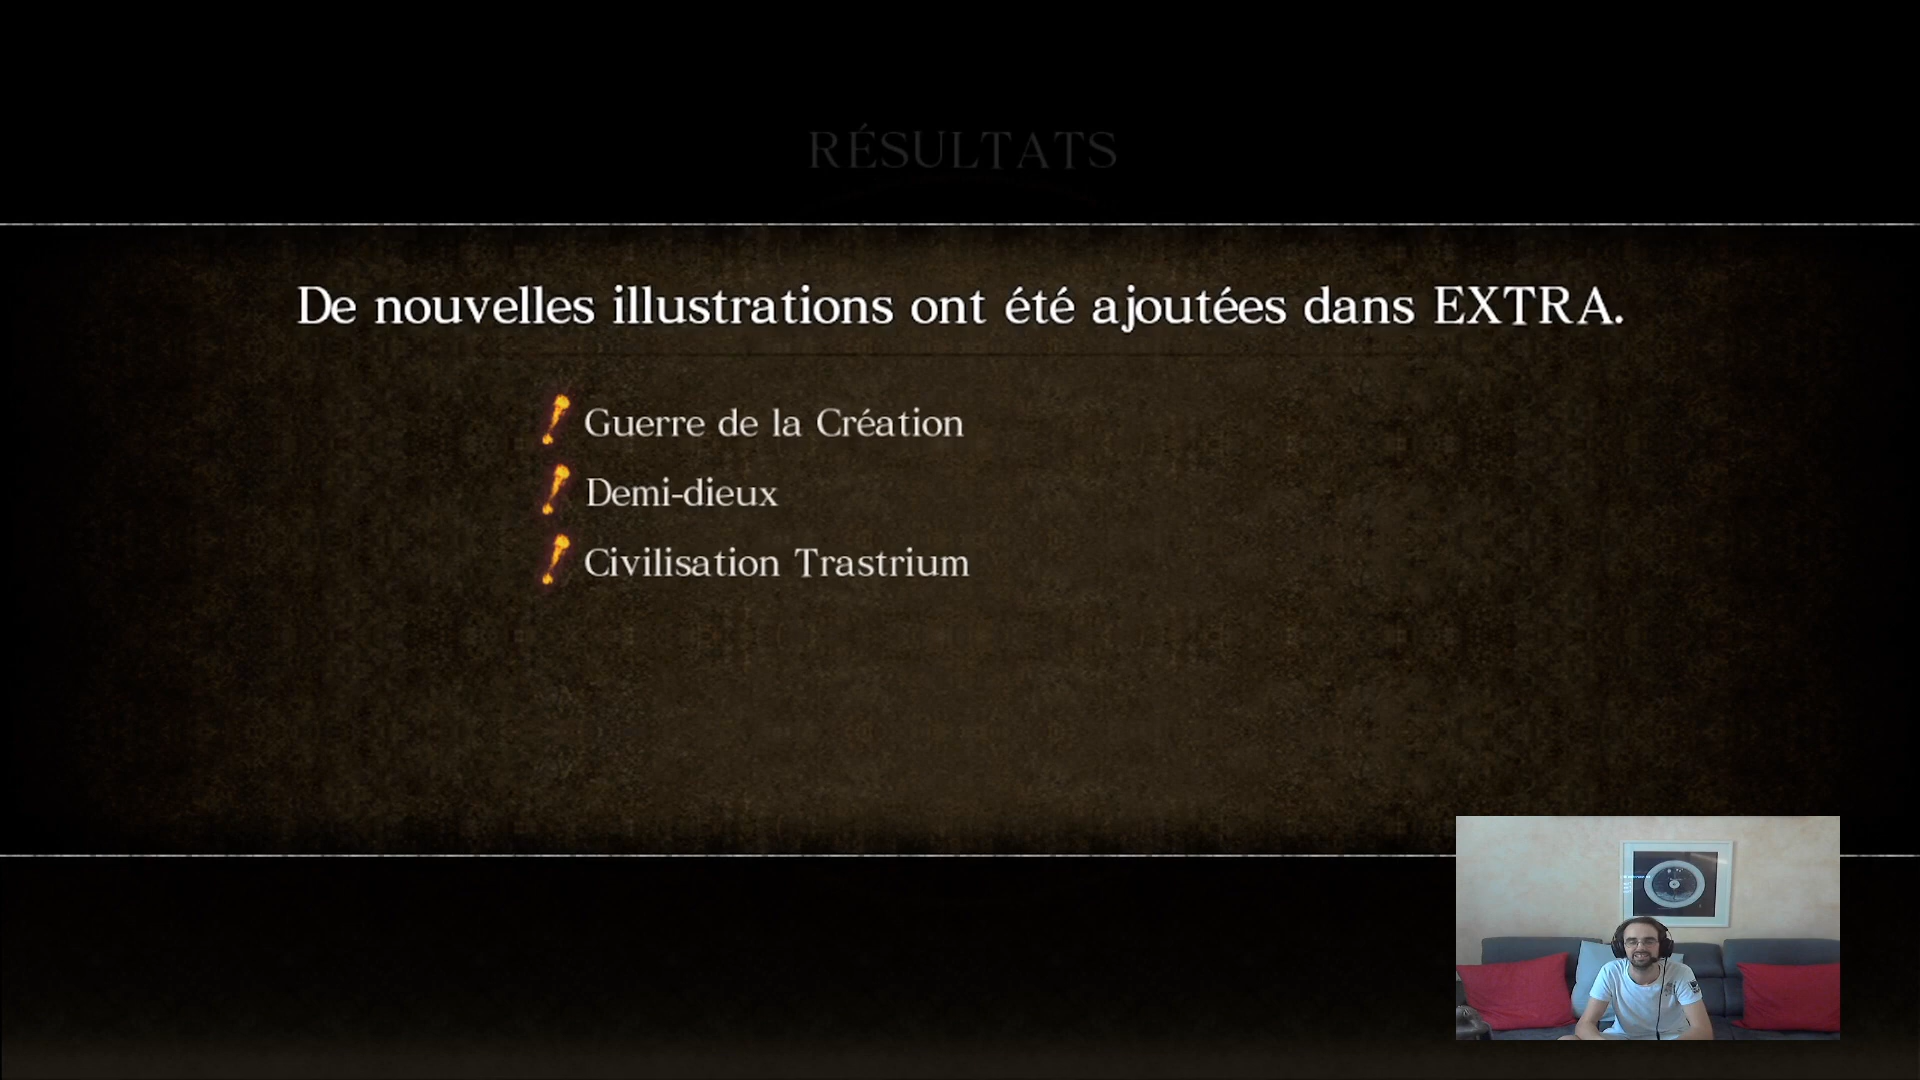 RÉSULTATS
De nouvelles illustrations ont été ajoutées dans EXTRA.
Guerre de la Création
Demi-dieux
Civilisation Trastrium